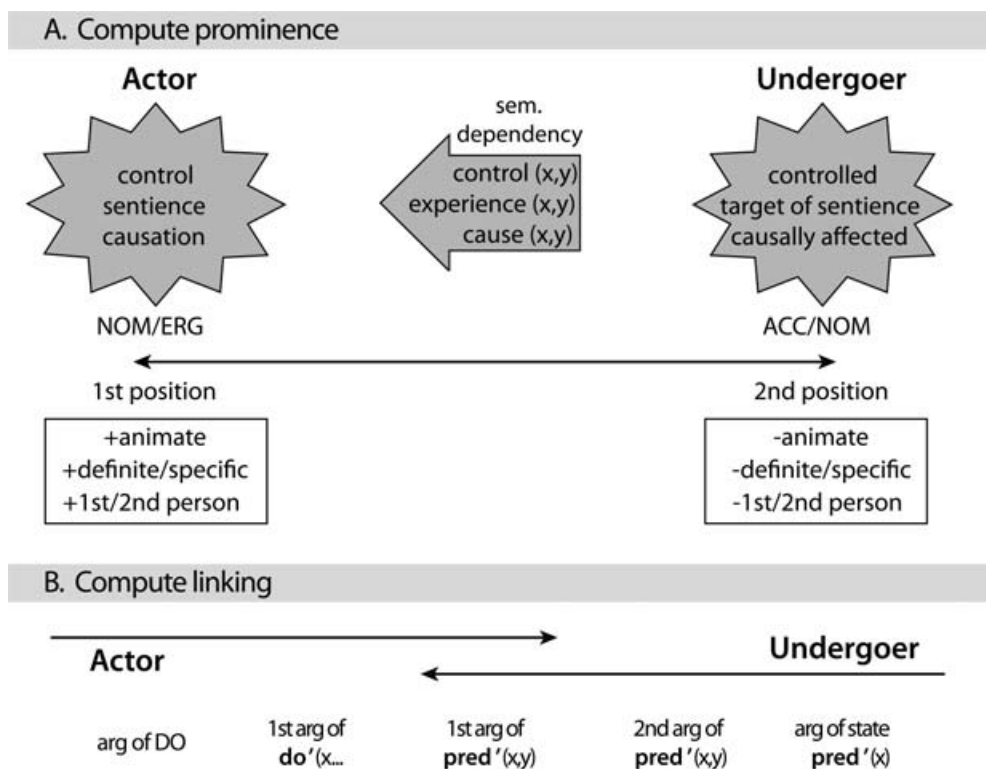 A. Compute prominence
Actor
Undergoer
control
sentience
causation
sem.
dependency
control (x,y)
experience (x,y)
cause (x,y)
controlled
target of sentience
causally affected
NOM/ERG
ACC/NOM
1st position
2nd position
+animate
+definite/specific
+1st/2nd person
-animate
-definite/specific
-1st/2nd person
B. Compute linking
Actor
Undergoer
arg of DO
1st arg of
do′(x...
1st arg of
pred′(x,y)
2nd arg of
pred′(x,y)
arg of state
pred′(x)